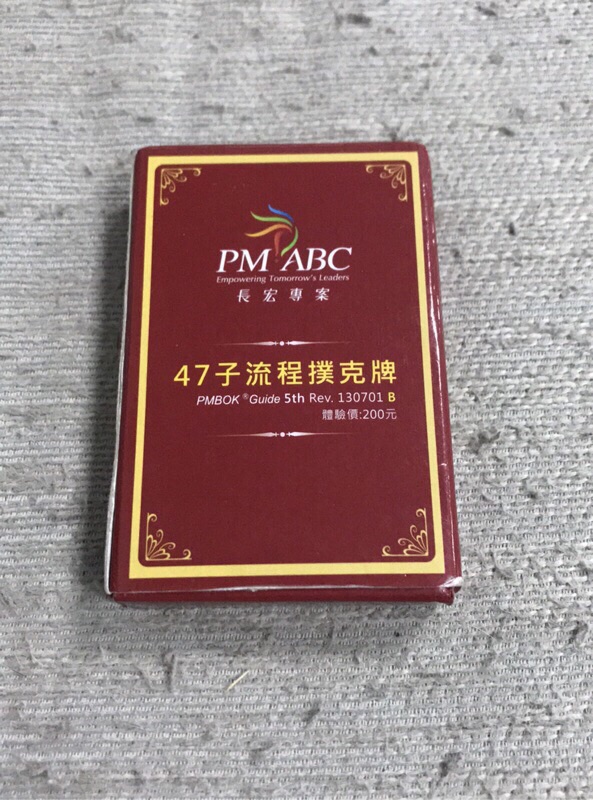 PM ABC
Empowering Tomorrow's Leaders
長宏專案
47子流程撲克牌
PMBOK® Guide 5th Rev. 130701 B
體驗價:200元